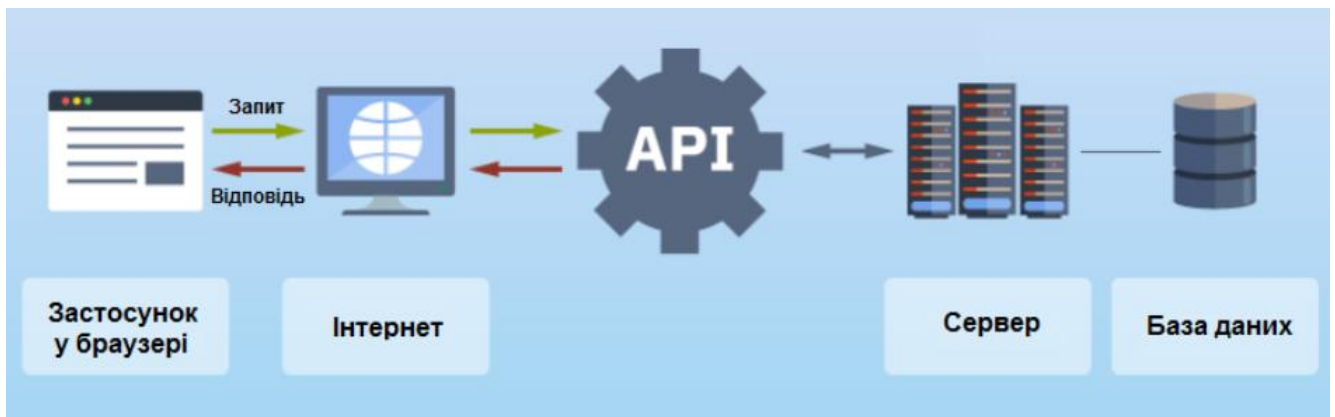 Запит
Відповідь
API
Застосунок
у браузері
Інтернет
Сервер
База даних